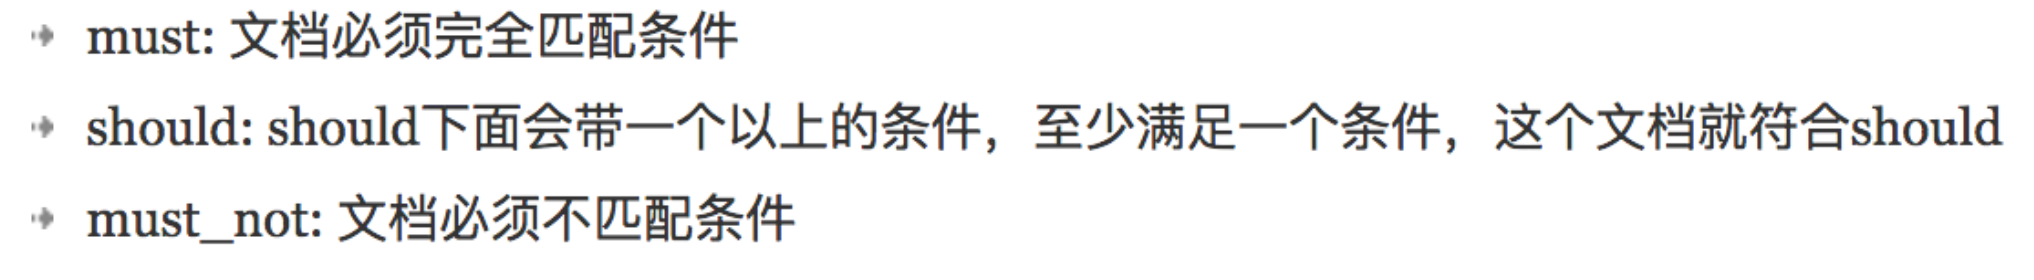 must: 文档必须完全匹配条件
should: should下面会带一个以上的条件，至少满足一个条件，这个文档就符合should
must_not: 文档必须不匹配条件